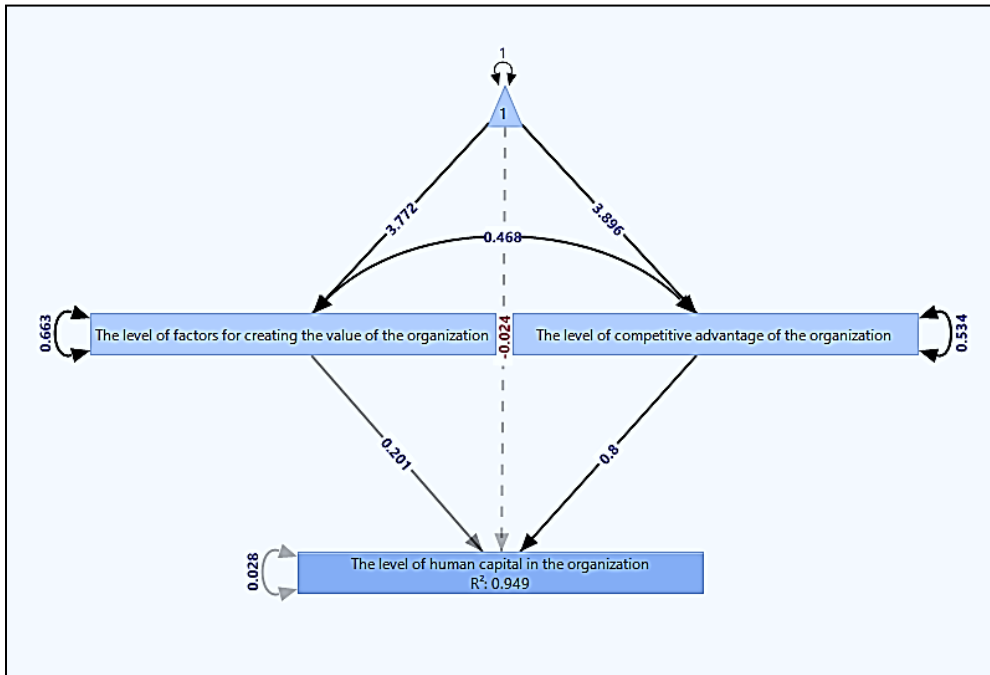 1
1
3.772
3.896
0.468
0.663
The level of factors for creating the value of the organization
-0.024
The level of competitive advantage of the organization
0.534
0.201
0.8
0.028
The level of human capital in the organization
R²: 0.949